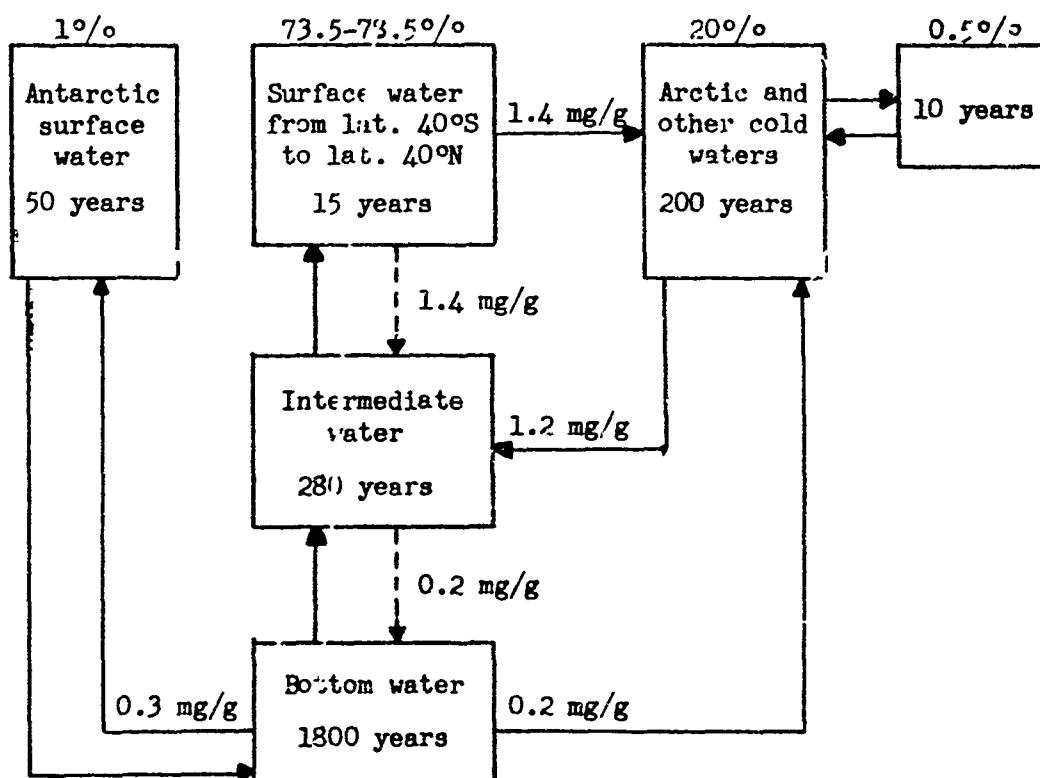 1%
73.5-78.5%
20%
0.5%
Antarctic
surface
water
50 years
Surface water
from lat. 40°S
to lat. 40°N
15 years
1.4 mg/g
Arctic and
other cold
waters
200 years
10 years
1.4 mg/g
Intermediate
water
280 years
1.2 mg/g
0.2 mg/g
Bottom water
1800 years
0.3 mg/g
0.2 mg/g